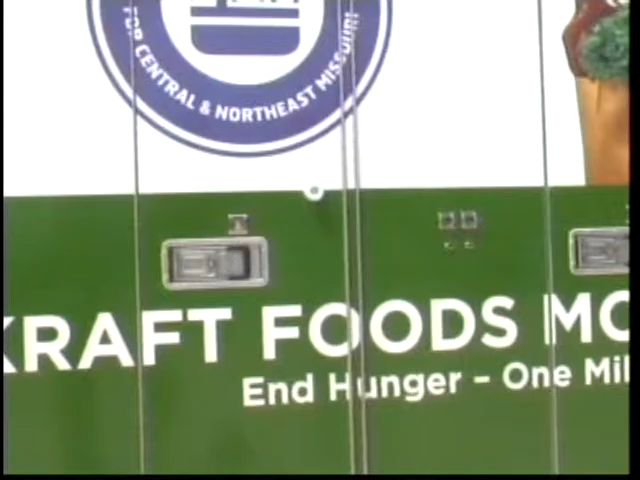 FOR CENTRAL & NORTHEAST MISSOURI
KRAFT FOODS MO
End Hunger - One Mil